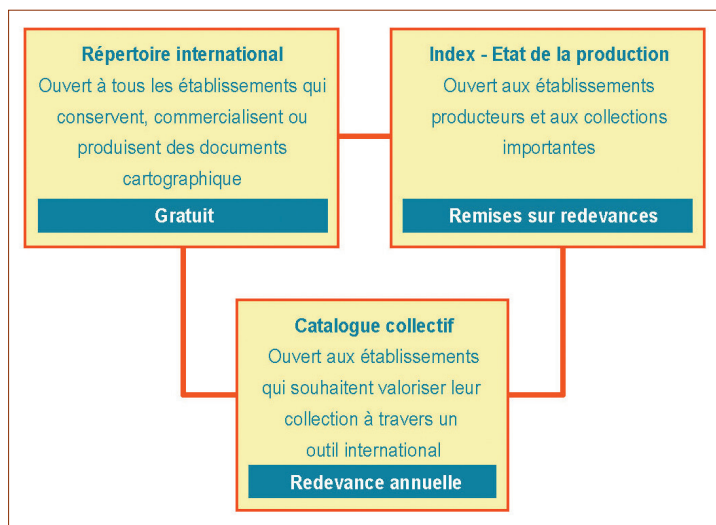 Répertoire international
Ouvert à tous les établissements qui
conservent, commercialisent ou
produisent des documents
cartographique
Gratuit
Index - Etat de la production
Ouvert aux établissements
producteurs et aux collections
importantes
Remises sur redevances
Catalogue collectif
Ouvert aux établissements
qui souhaitent valoriser leur
collection à travers un
outil international
Redevance annuelle